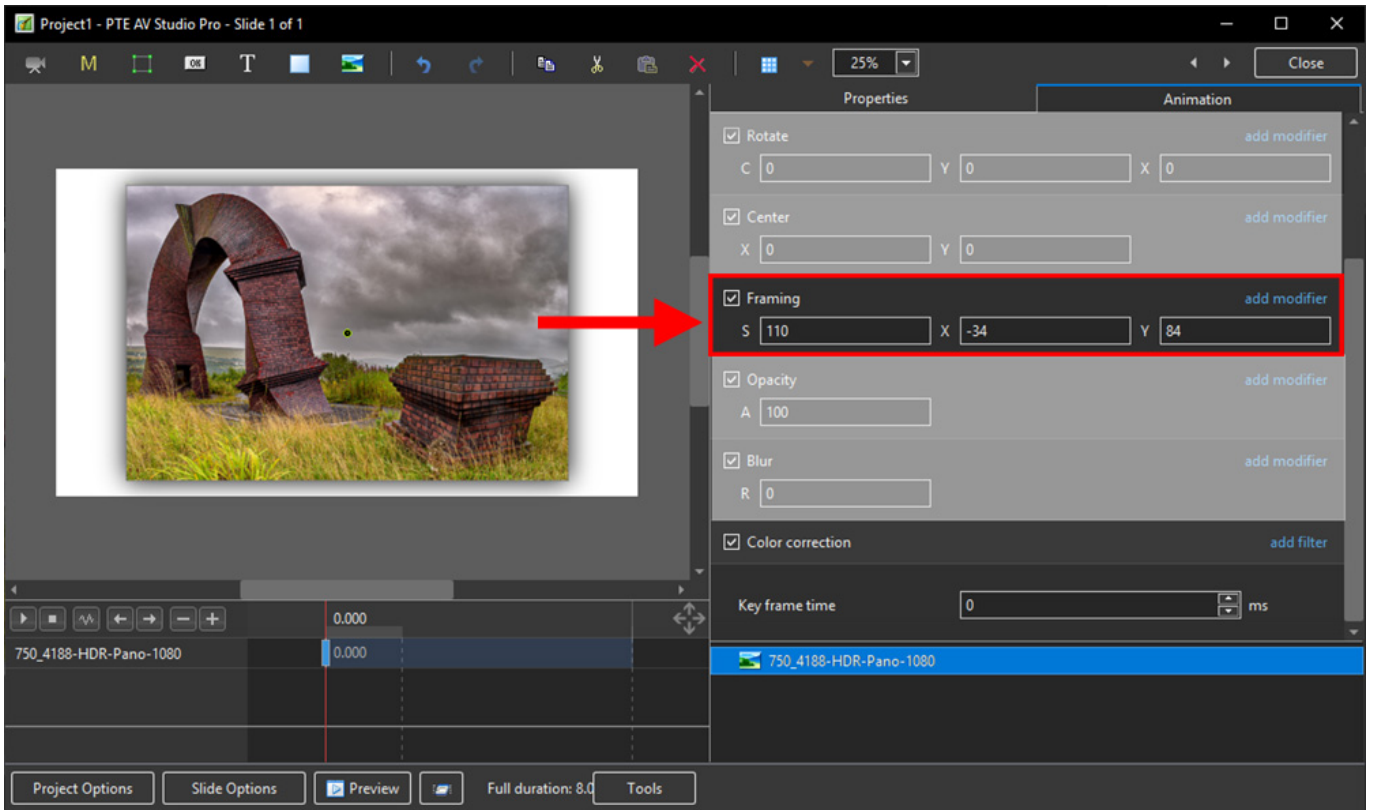 Project1 - PTE AV Studio Pro - Slide 1 of 1
M OK T 25% Close
Properties Animation
Rotate add modifier
C 0 Y 0 X 0
Center add modifier
X 0 Y 0
Framing add modifier
S 110 X -34 Y 84
Opacity add modifier
A 100
Blur add modifier
R 0
Color correction add filter
Key frame time 0 ms
0.000
750_4188-HDR-Pano-1080 0.000
750_4188-HDR-Pano-1080
Project Options Slide Options Preview Full duration: 8.0 Tools